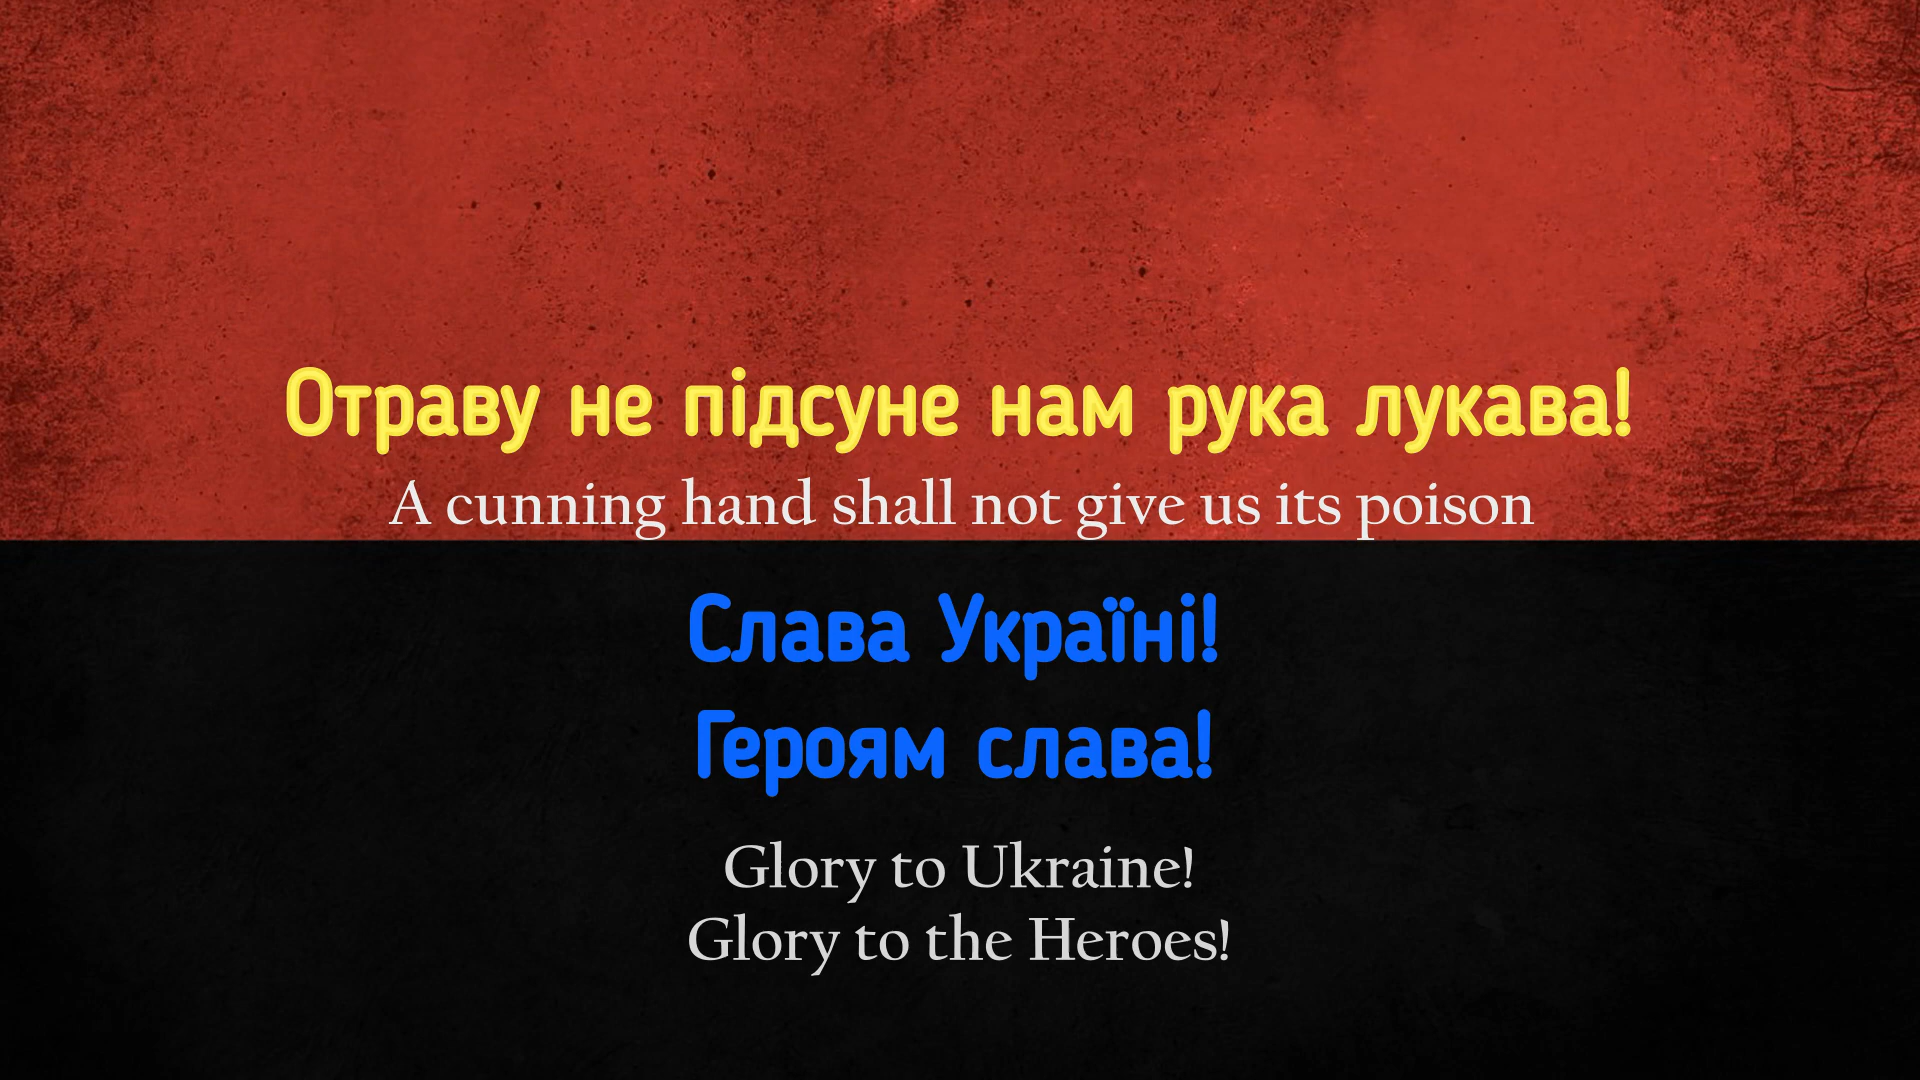 Отраву не підсуне нам рука лукава!
A cunning hand shall not give us its poison
Слава Україні!
Героям слава!
Glory to Ukraine!
Glory to the Heroes!